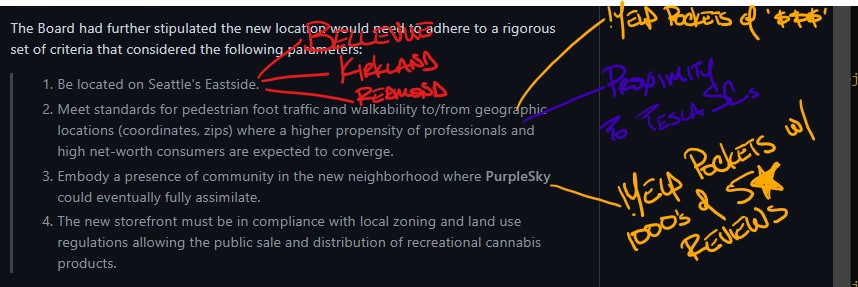 The Board had further stipulated the new location would need to adhere to a rigorous
set of criteria that considered the following parameters:
1. Be located on Seattle's Eastside.
2. Meet standards for pedestrian foot traffic and walkability to/from geographic
locations (coordinates, zips) where a higher propensity of professionals and
high net-worth consumers are expected to converge.
3. Embody a presence of community in the new neighborhood where PurpleSky
could eventually fully assimilate.
4. The new storefront must be in compliance with local zoning and land use
regulations allowing the public sale and distribution of recreational cannabis
products.
BELLEVUE
KIRKLAND
REDMOND
!YELP POCKETS of '$$$'
PROXIMITY
to TESLA SCs
!YELP POCKETS w/
1000's of 5★
REVIEWS